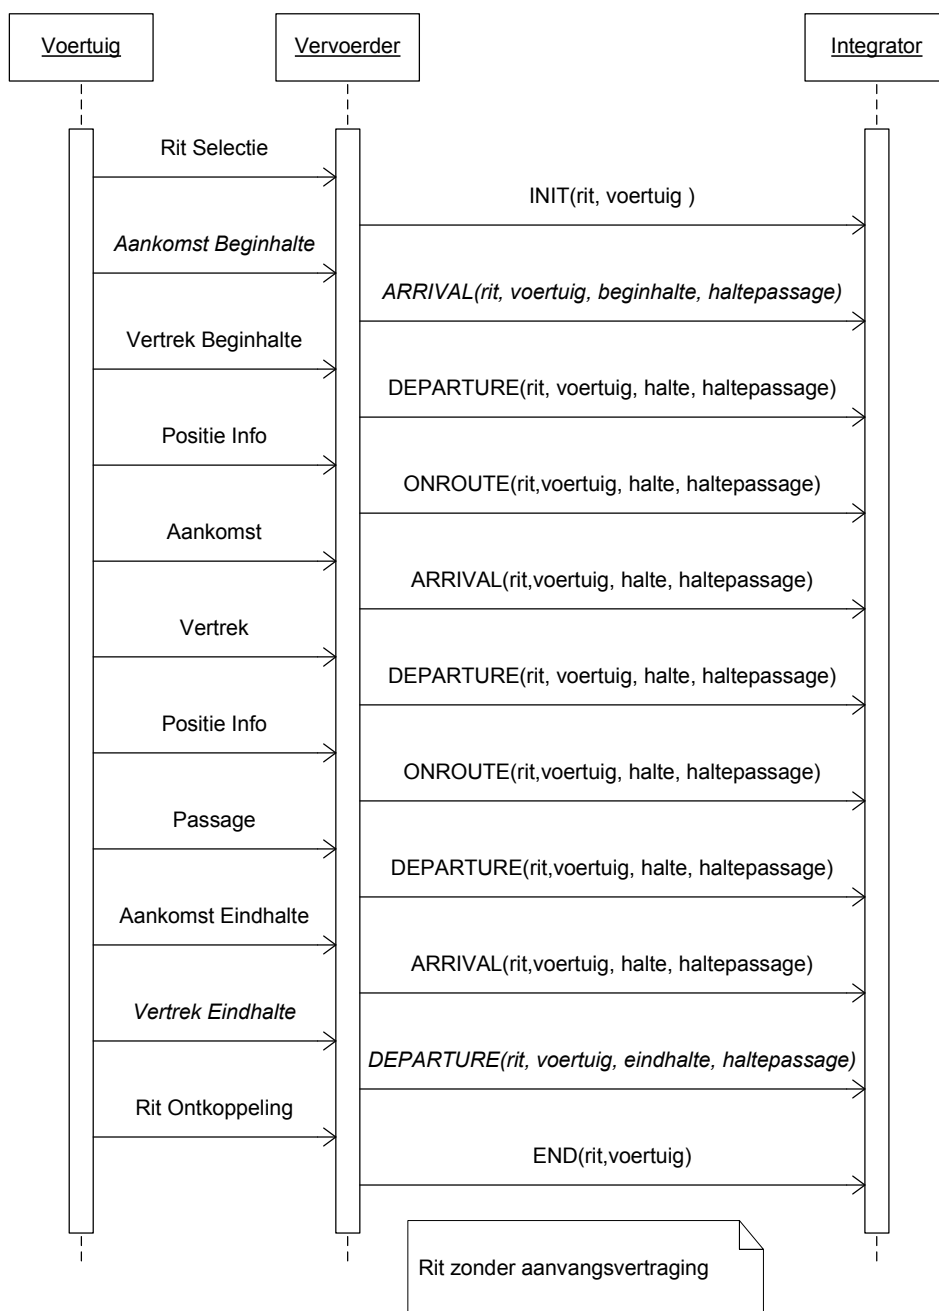 Voertuig
Vervoerder
Integrator
Rit Selectie
INIT(rit, voertuig )
Aankomst Beginhalte
ARRIVAL(rit, voertuig, beginhalte, haltepassage)
Vertrek Beginhalte
DEPARTURE(rit, voertuig, halte, haltepassage)
Positie Info
ONROUTE(rit,voertuig, halte, haltepassage)
Aankomst
ARRIVAL(rit,voertuig, halte, haltepassage)
Vertrek
DEPARTURE(rit, voertuig, halte, haltepassage)
Positie Info
ONROUTE(rit,voertuig, halte, haltepassage)
Passage
DEPARTURE(rit,voertuig, halte, haltepassage)
Aankomst Eindhalte
ARRIVAL(rit,voertuig, halte, haltepassage)
Vertrek Eindhalte
DEPARTURE(rit, voertuig, eindhalte, haltepassage)
Rit Ontkoppeling
END(rit,voertuig)
Rit zonder aanvangsvertraging